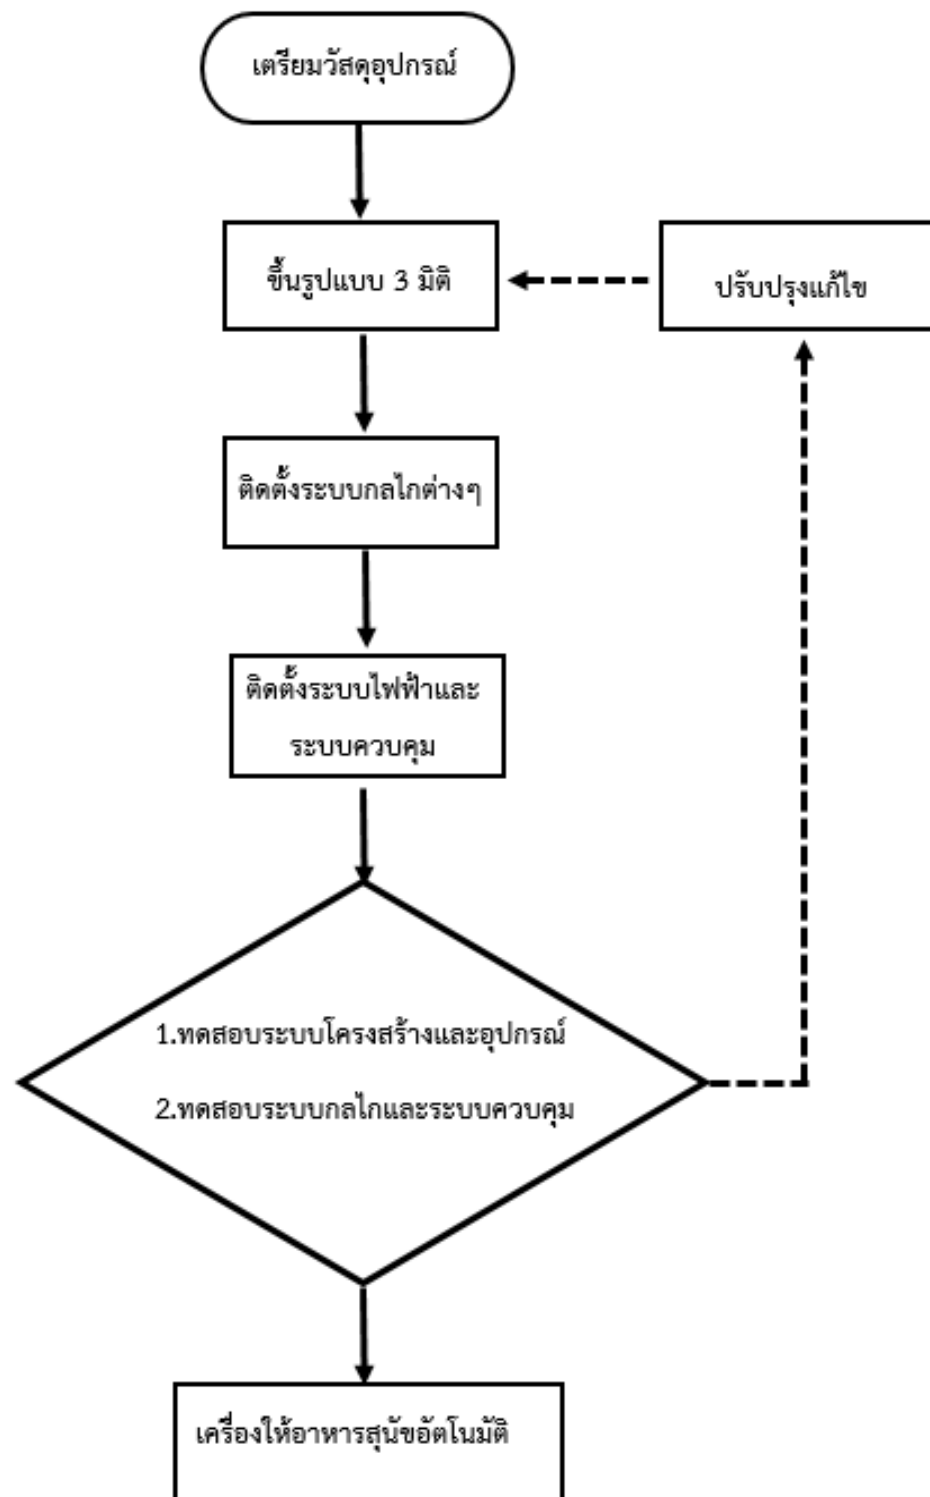 เตรียมวัสดุอุปกรณ์
ขึ้นรูปแบบ 3 มิติ
ปรับปรุงแก้ไข
ติดตั้งระบบกลไกต่างๆ
ติดตั้งระบบไฟฟ้าและ
ระบบควบคุม
1.ทดสอบระบบโครงสร้างและอุปกรณ์
2.ทดสอบระบบกลไกและระบบควบคุม
เครื่องให้อาหารสุนัขอัตโนมัติ